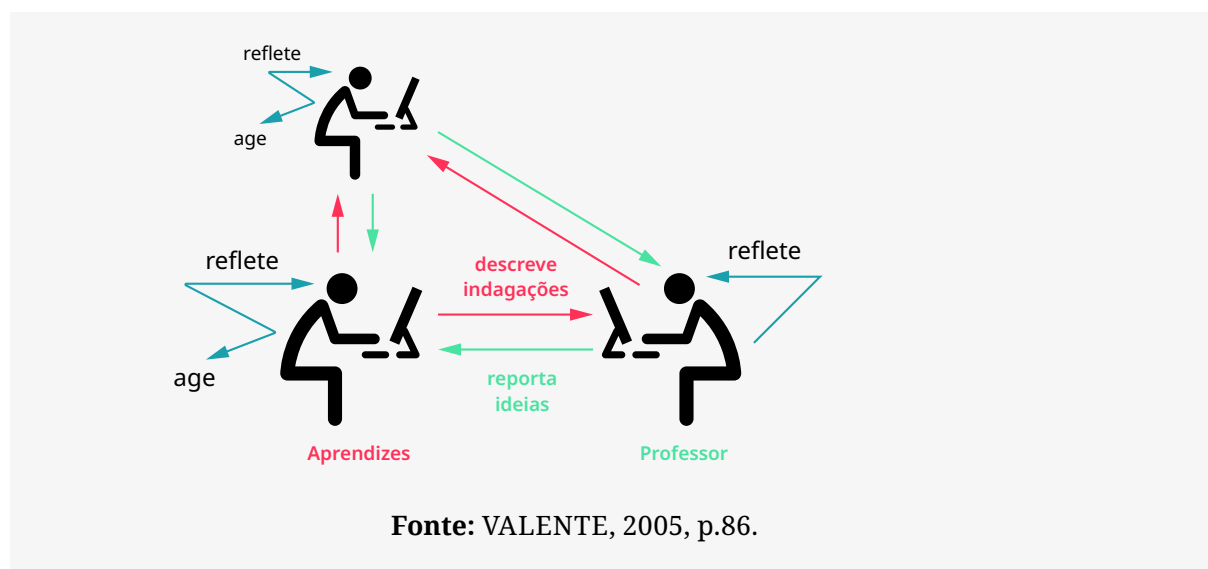 reflete
age
reflete
age
descreve
indagações
reflete
reporta
ideias
Aprendizes
Professor
Fonte: VALENTE, 2005, p.86.